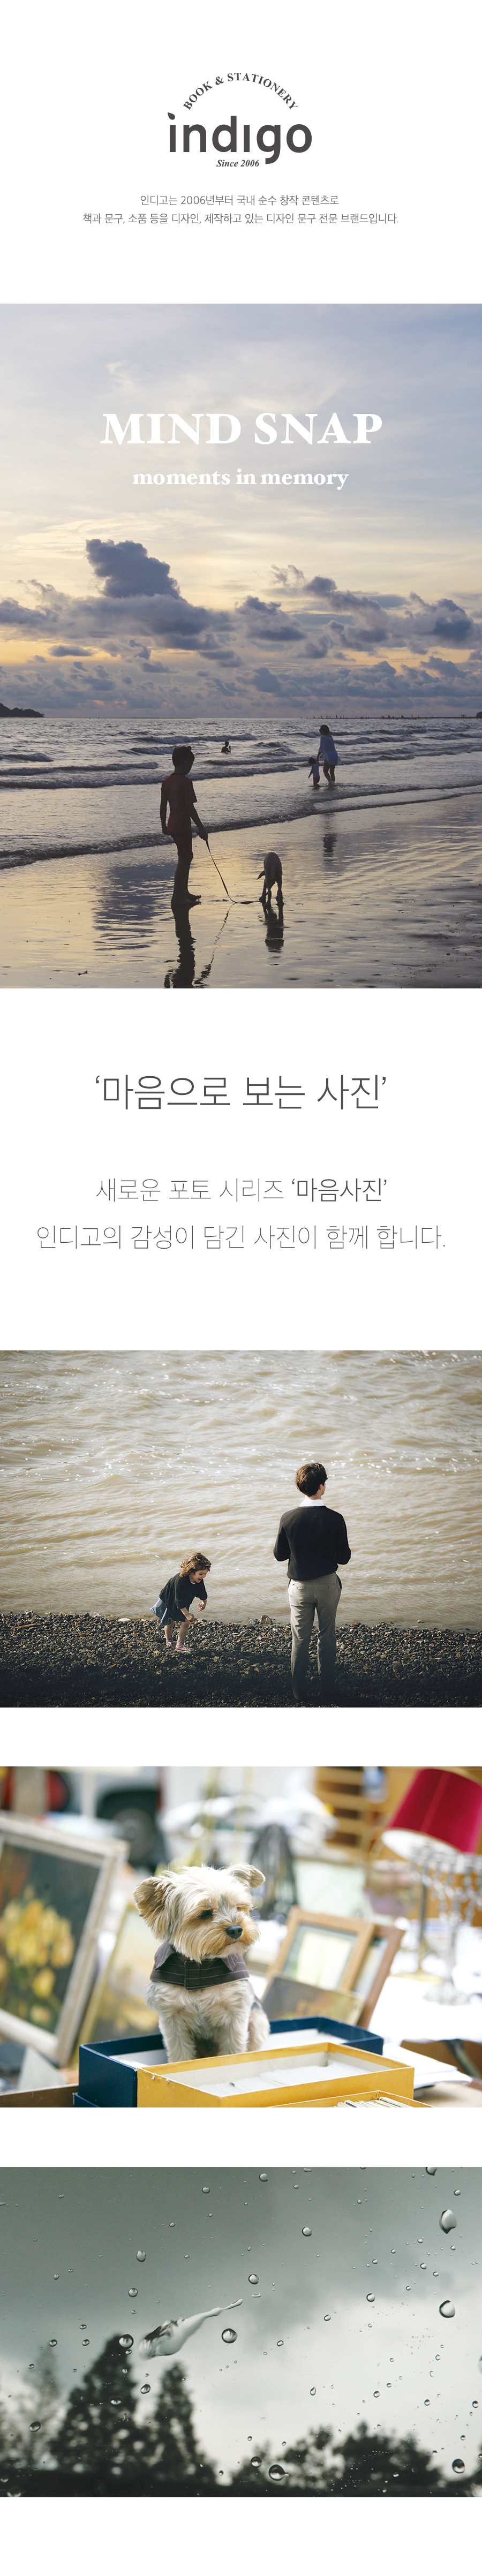 BOOK & STATIONERY
indigo
Since 2006
인디고는 2006년부터 국내 순수 창작 콘텐츠로
책과 문구, 소품 등을 디자인, 제작하고 있는 디자인 문구 전문 브랜드입니다.
MIND SNAP
moments in memory
‘마음으로 보는 사진’
새로운 포토 시리즈 ‘마음사진’
인디고의 감성이 담긴 사진이 함께 합니다.